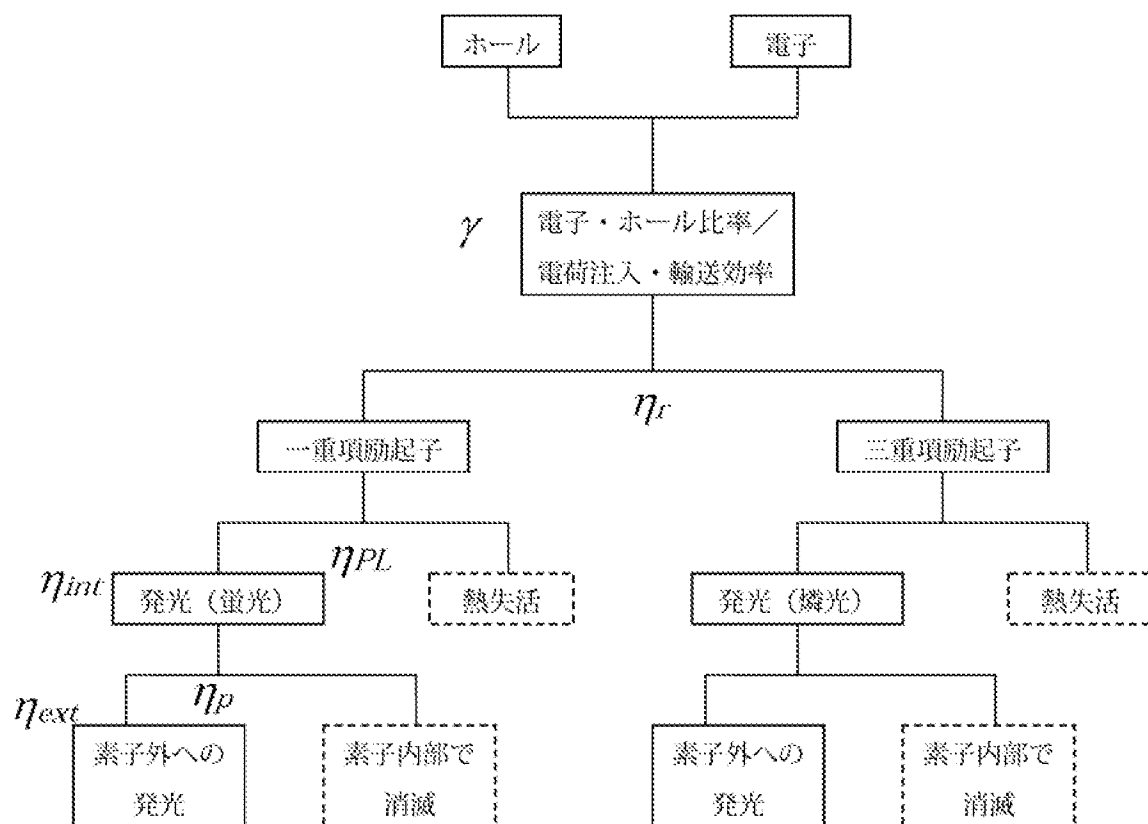 ホール
電子
γ
電子・ホール比率／
電荷注入・輸送効率
ηr
一重項励起子
三重項励起子
ηPL
ηint
発光（蛍光）
熱失活
発光（燐光）
熱失活
ηp
ηext
素子外への
発光
素子内部で
消滅
素子外への
発光
素子内部で
消滅